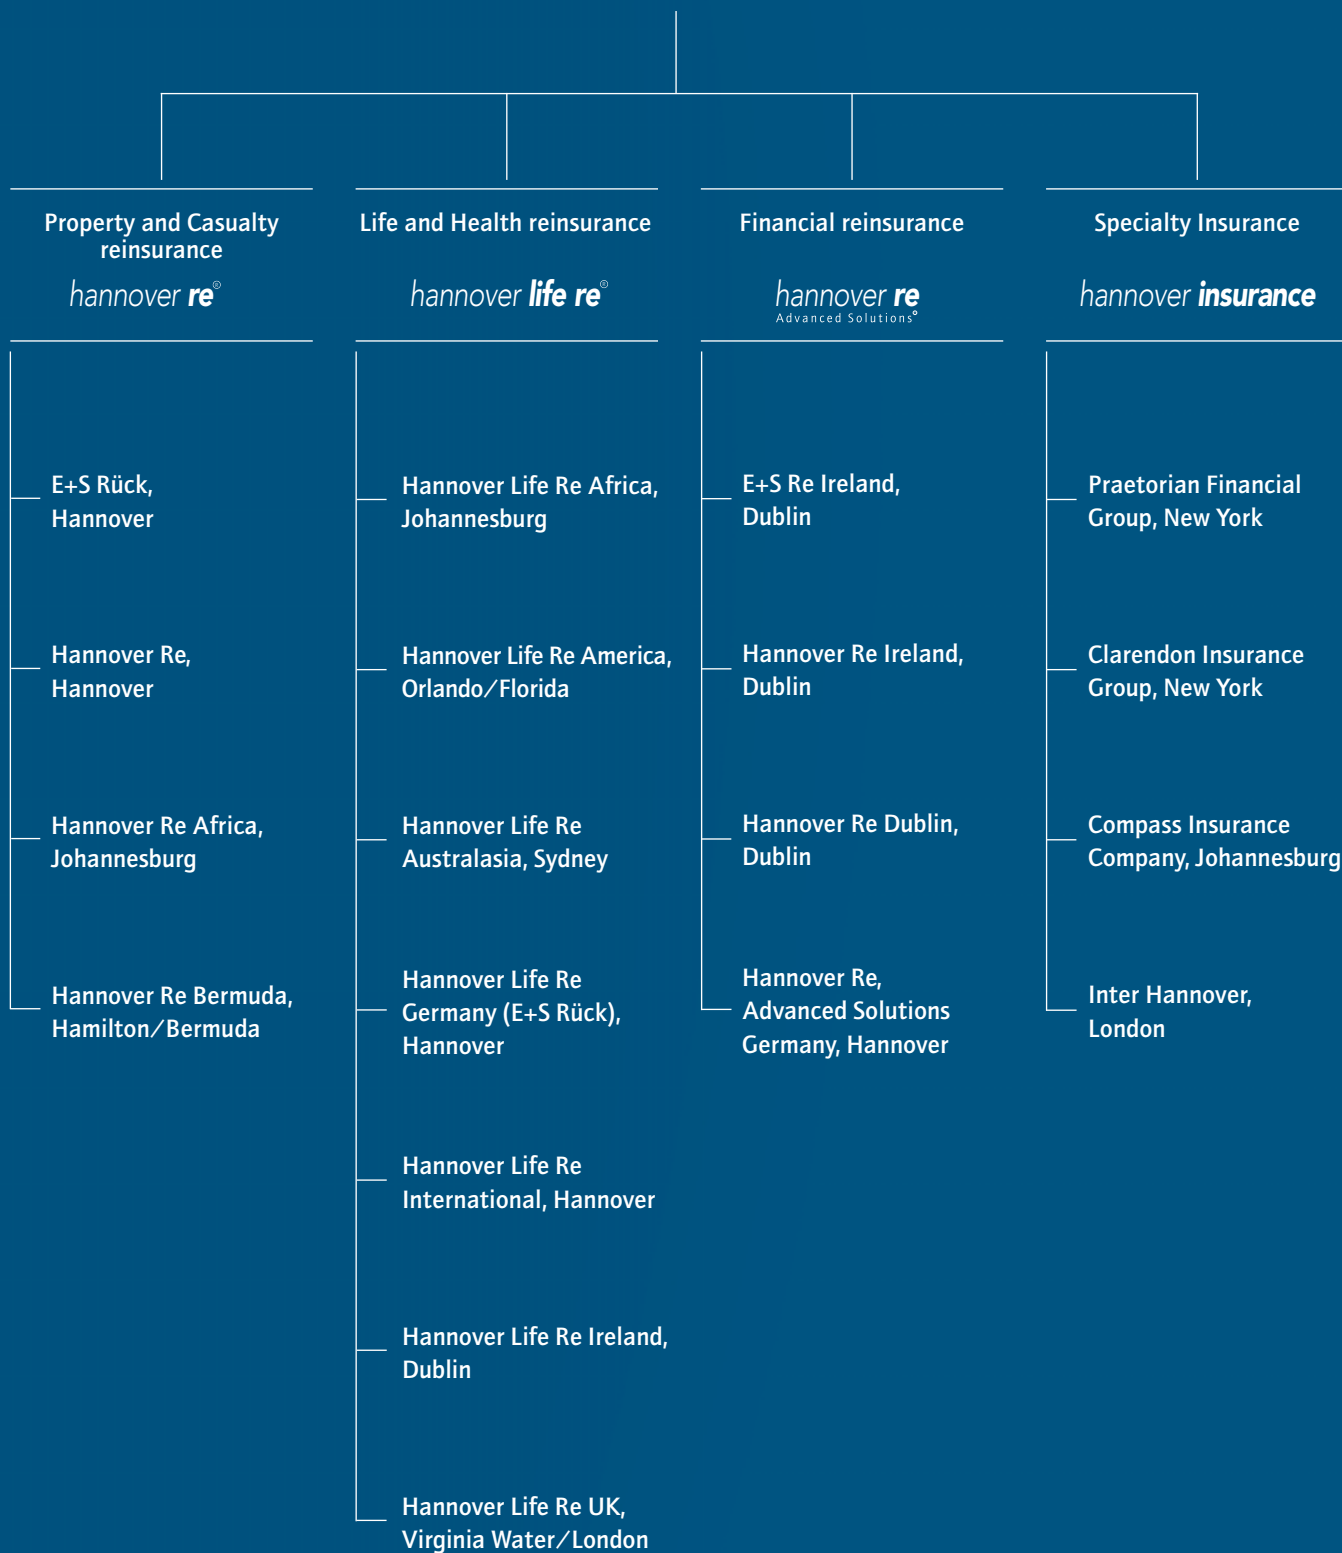 Property and Casualty
reinsurance
hannover re®
E+S Rück,
Hannover
Hannover Re,
Hannover
Hannover Re Africa,
Johannesburg
Hannover Re Bermuda,
Hamilton/Bermuda
Life and Health reinsurance
hannover life re®
Hannover Life Re Africa,
Johannesburg
Hannover Life Re America,
Orlando/Florida
Hannover Life Re
Australasia, Sydney
Hannover Life Re
Germany (E+S Rück),
Hannover
Hannover Life Re
International, Hannover
Hannover Life Re Ireland,
Dublin
Hannover Life Re UK,
Virginia Water/London
Financial reinsurance
hannover re
Advanced Solutions°
E+S Re Ireland,
Dublin
Hannover Re Ireland,
Dublin
Hannover Re Dublin,
Dublin
Hannover Re,
Advanced Solutions
Germany, Hannover
Specialty Insurance
hannover insurance
Praetorian Financial
Group, New York
Clarendon Insurance
Group, New York
Compass Insurance
Company, Johannesburg
Inter Hannover,
London